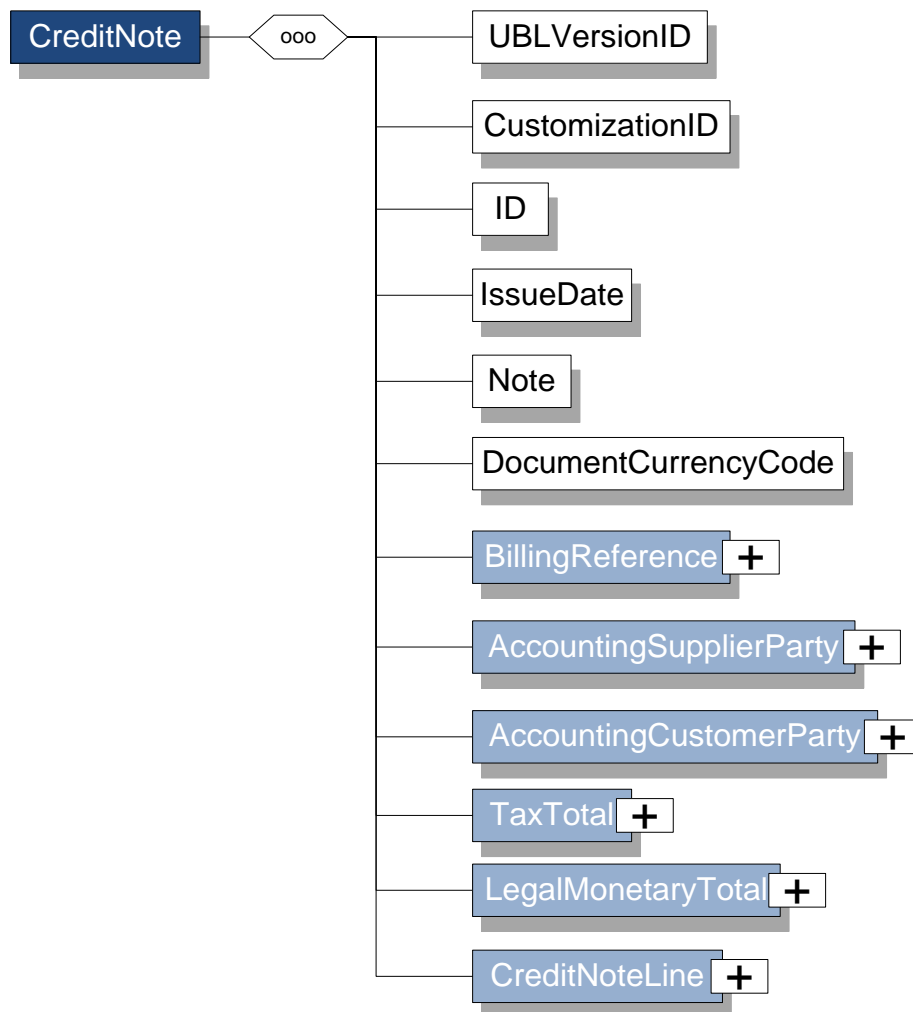 CreditNote
ooo
UBLVersionID
CustomizationID
ID
IssueDate
Note
DocumentCurrencyCode
BillingReference +
AccountingSupplierParty +
AccountingCustomerParty +
TaxTotal +
LegalMonetaryTotal +
CreditNoteLine +